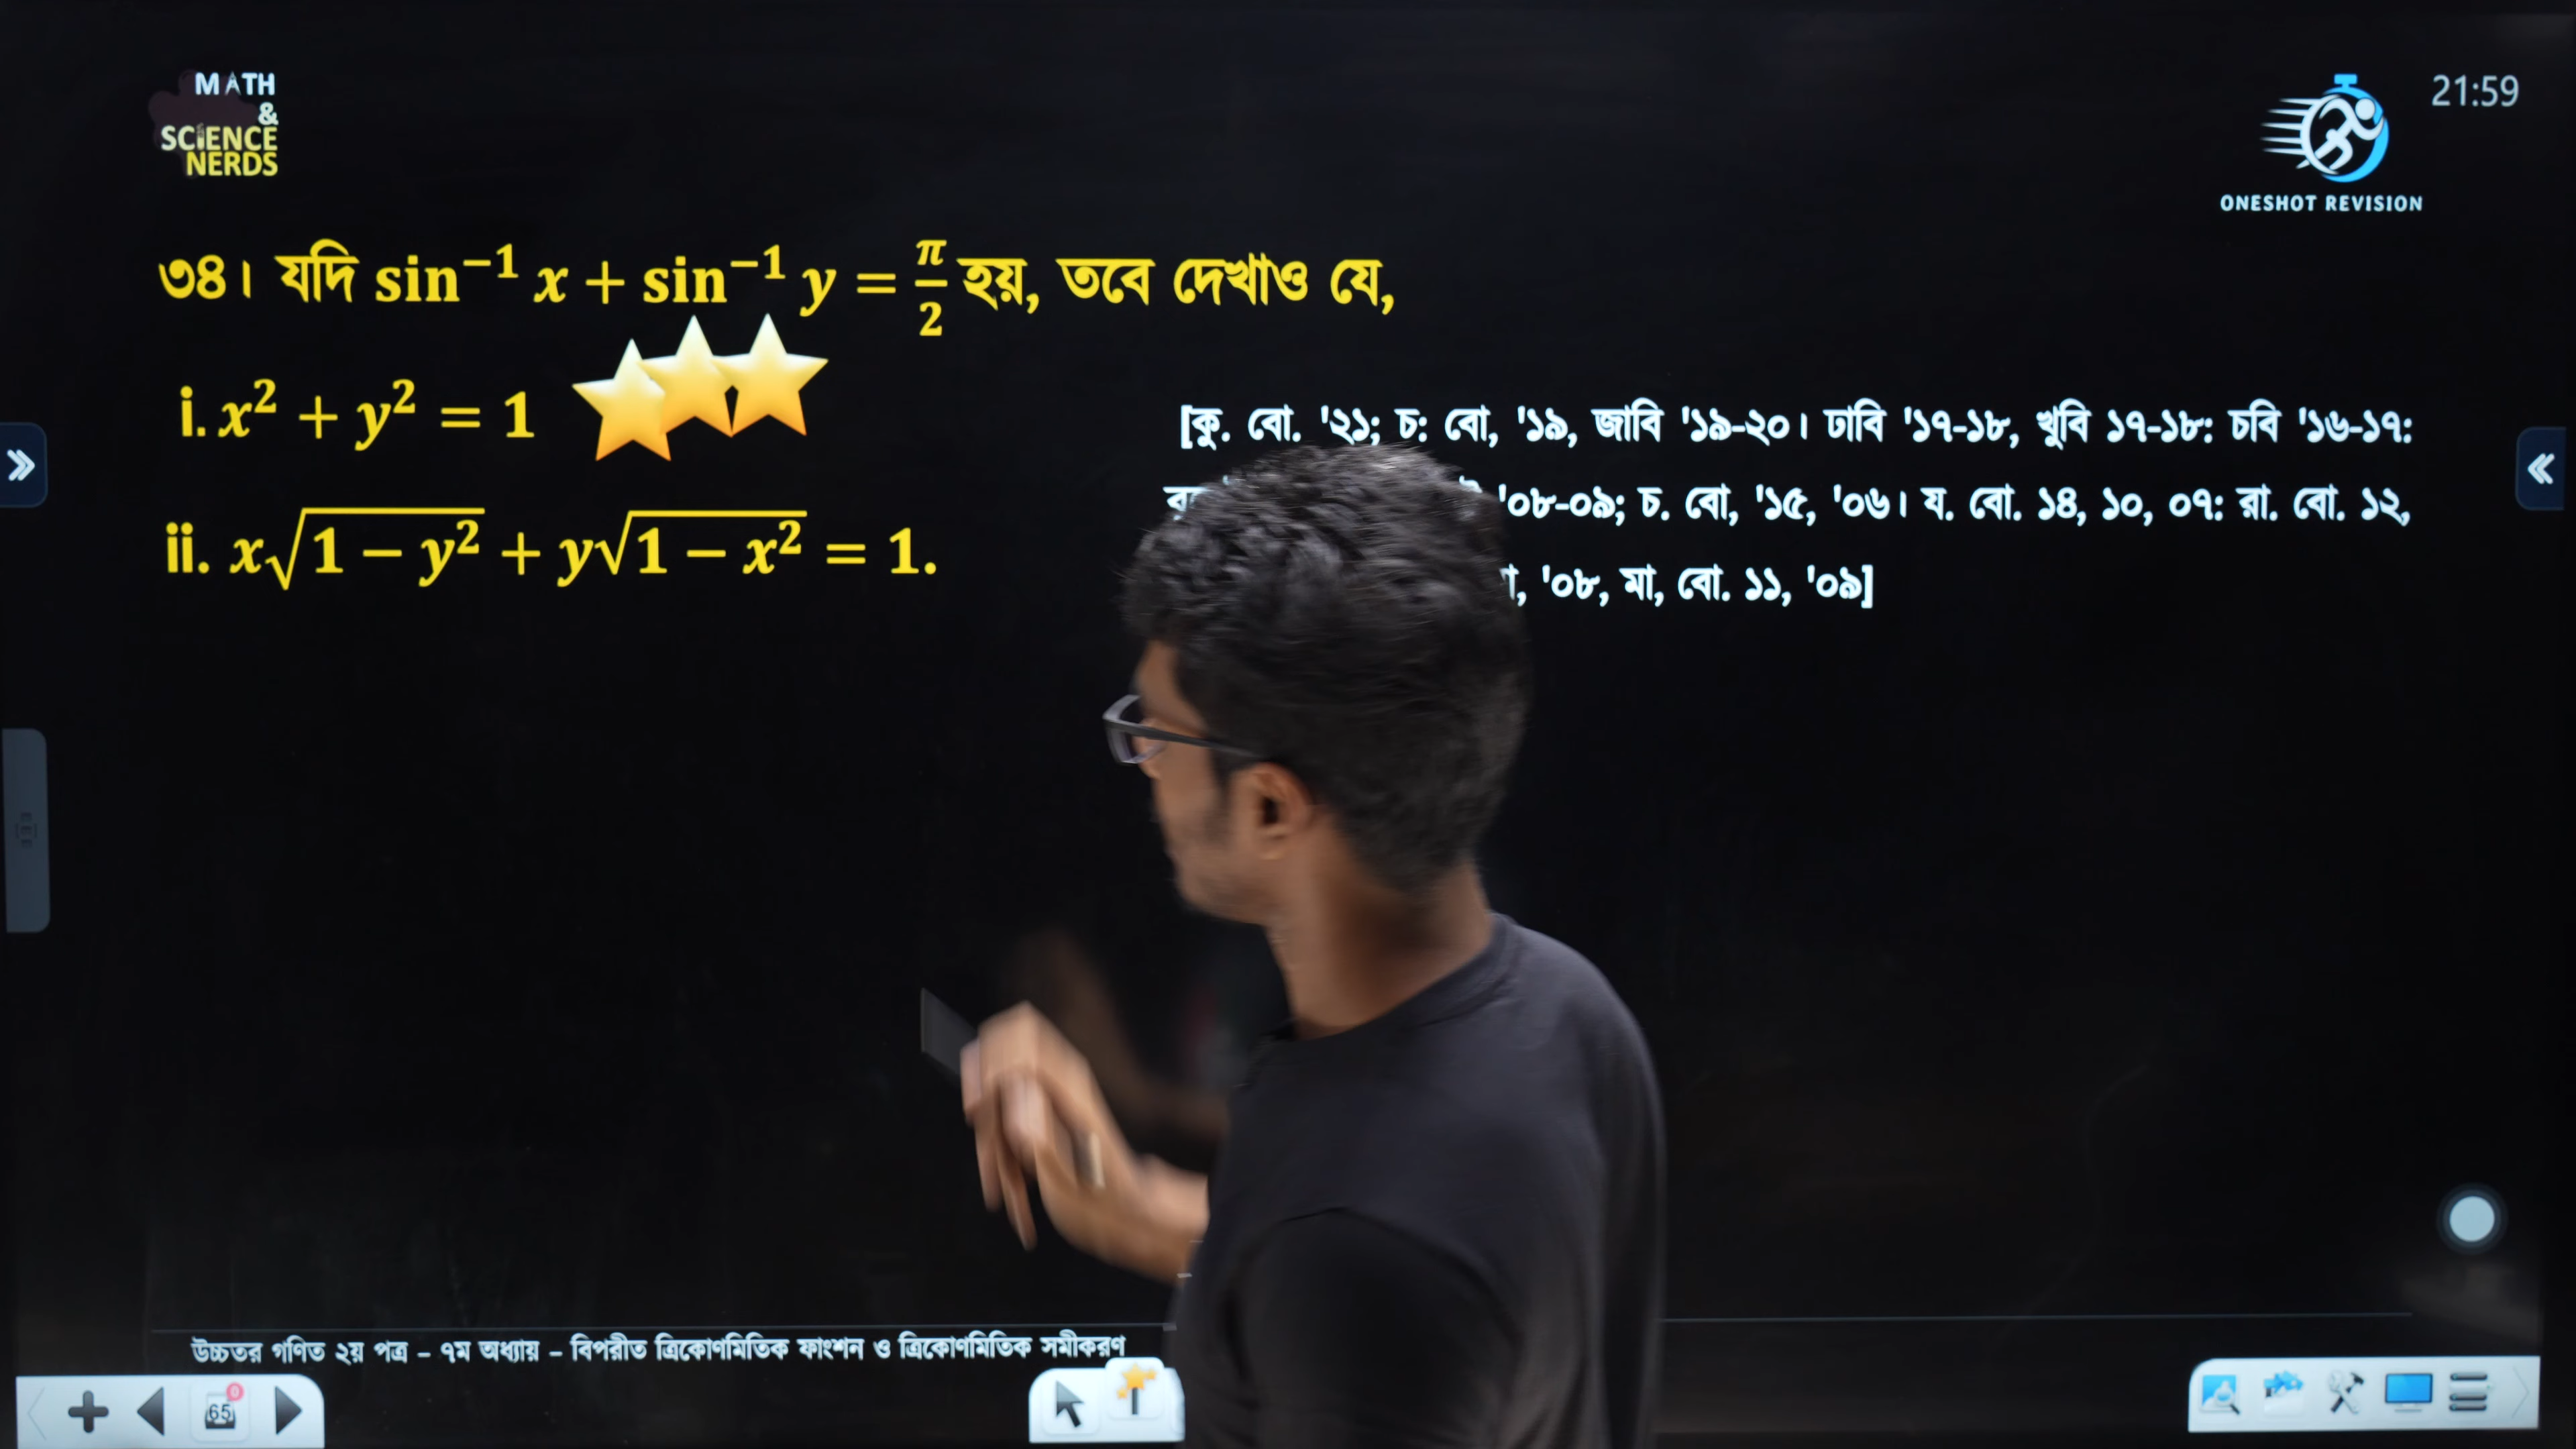 MATH
&
SCIENCE
NERDS
21:59
ONESHOT REVISION
৩৪। যদি sin⁻¹ x + sin⁻¹ y = π/2 হয়, তবে দেখাও যে,
i. x² + y² = 1
[কু. বো. '২১; চ: বো, '১৯, জাবি '১৯-২০। ঢাবি '১৭-১৮, খুবি ১৭-১৮: চবি '১৬-১৭:
'০৮-০৯; চ. বো, '১৫, '০৬। য. বো. ১৪, ১০, ০৭: রা. বো. ১২,
ii. x√(1 − y²) + y√(1 − x²) = 1.
'০৮, মা, বো. ১১, '০৯]
উচ্চতর গণিত ২য় পত্র – ৭ম অধ্যায় – বিপরীত ত্রিকোণমিতিক ফাংশন ও ত্রিকোণমিতিক সমীকরণ
0
65